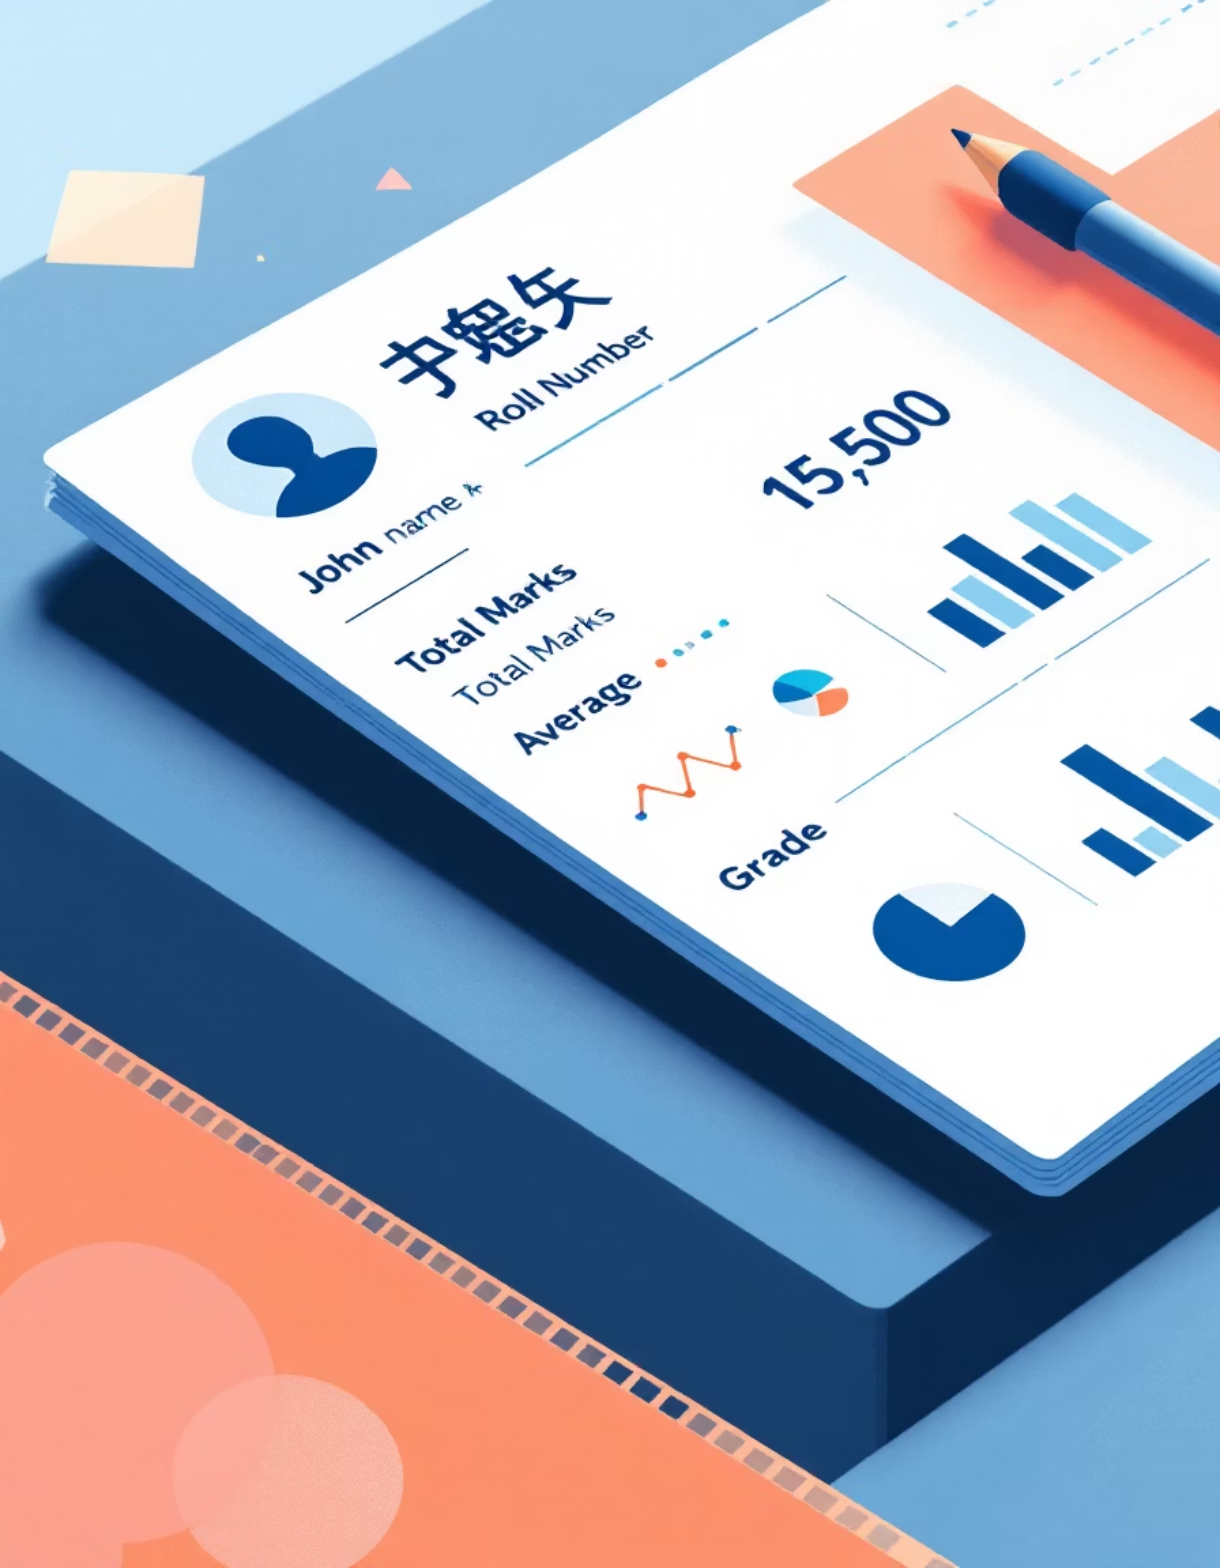 Roll Number
15,500
John name
Total Marks
Total Marks
Average
Grade